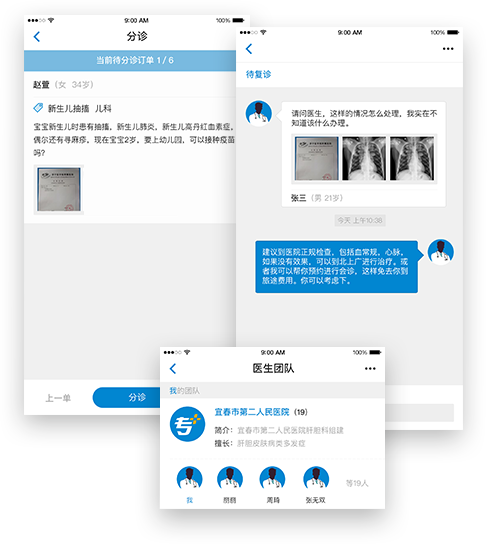 9:00 AM
100%
分诊
当前待分诊订单 1 / 6
赵萱 (女 34岁)
新生儿抽搐 儿科
宝宝新生儿时患有抽搐，新生儿肺炎，新生儿高丹红血素症。
偶尔还有寻麻疹。现在宝宝2岁。要上幼儿园，可以接种疫苗
吗?
上一单
分诊
9:00 AM
100%
待复诊
请问医生，这样的情况怎么处理，我实在不
知道该什么办理。
张三 (男 21岁)
今天 上午10:38
建议到医院正规检查，包括血常规，心脉。
如果没有效果，可以到北上广进行治疗。或
者我可以帮你预约进行会诊，这样免去你到
旅途费用。你可以考虑下。
9:00 AM
100%
医生团队
我的团队
专
宜春市第二人民医院 (19)
简介: 宜春市第二人民医院肝胆科组建
擅长: 肝胆皮肤病类多发症
我
丽丽
周琦
张无双
等19人